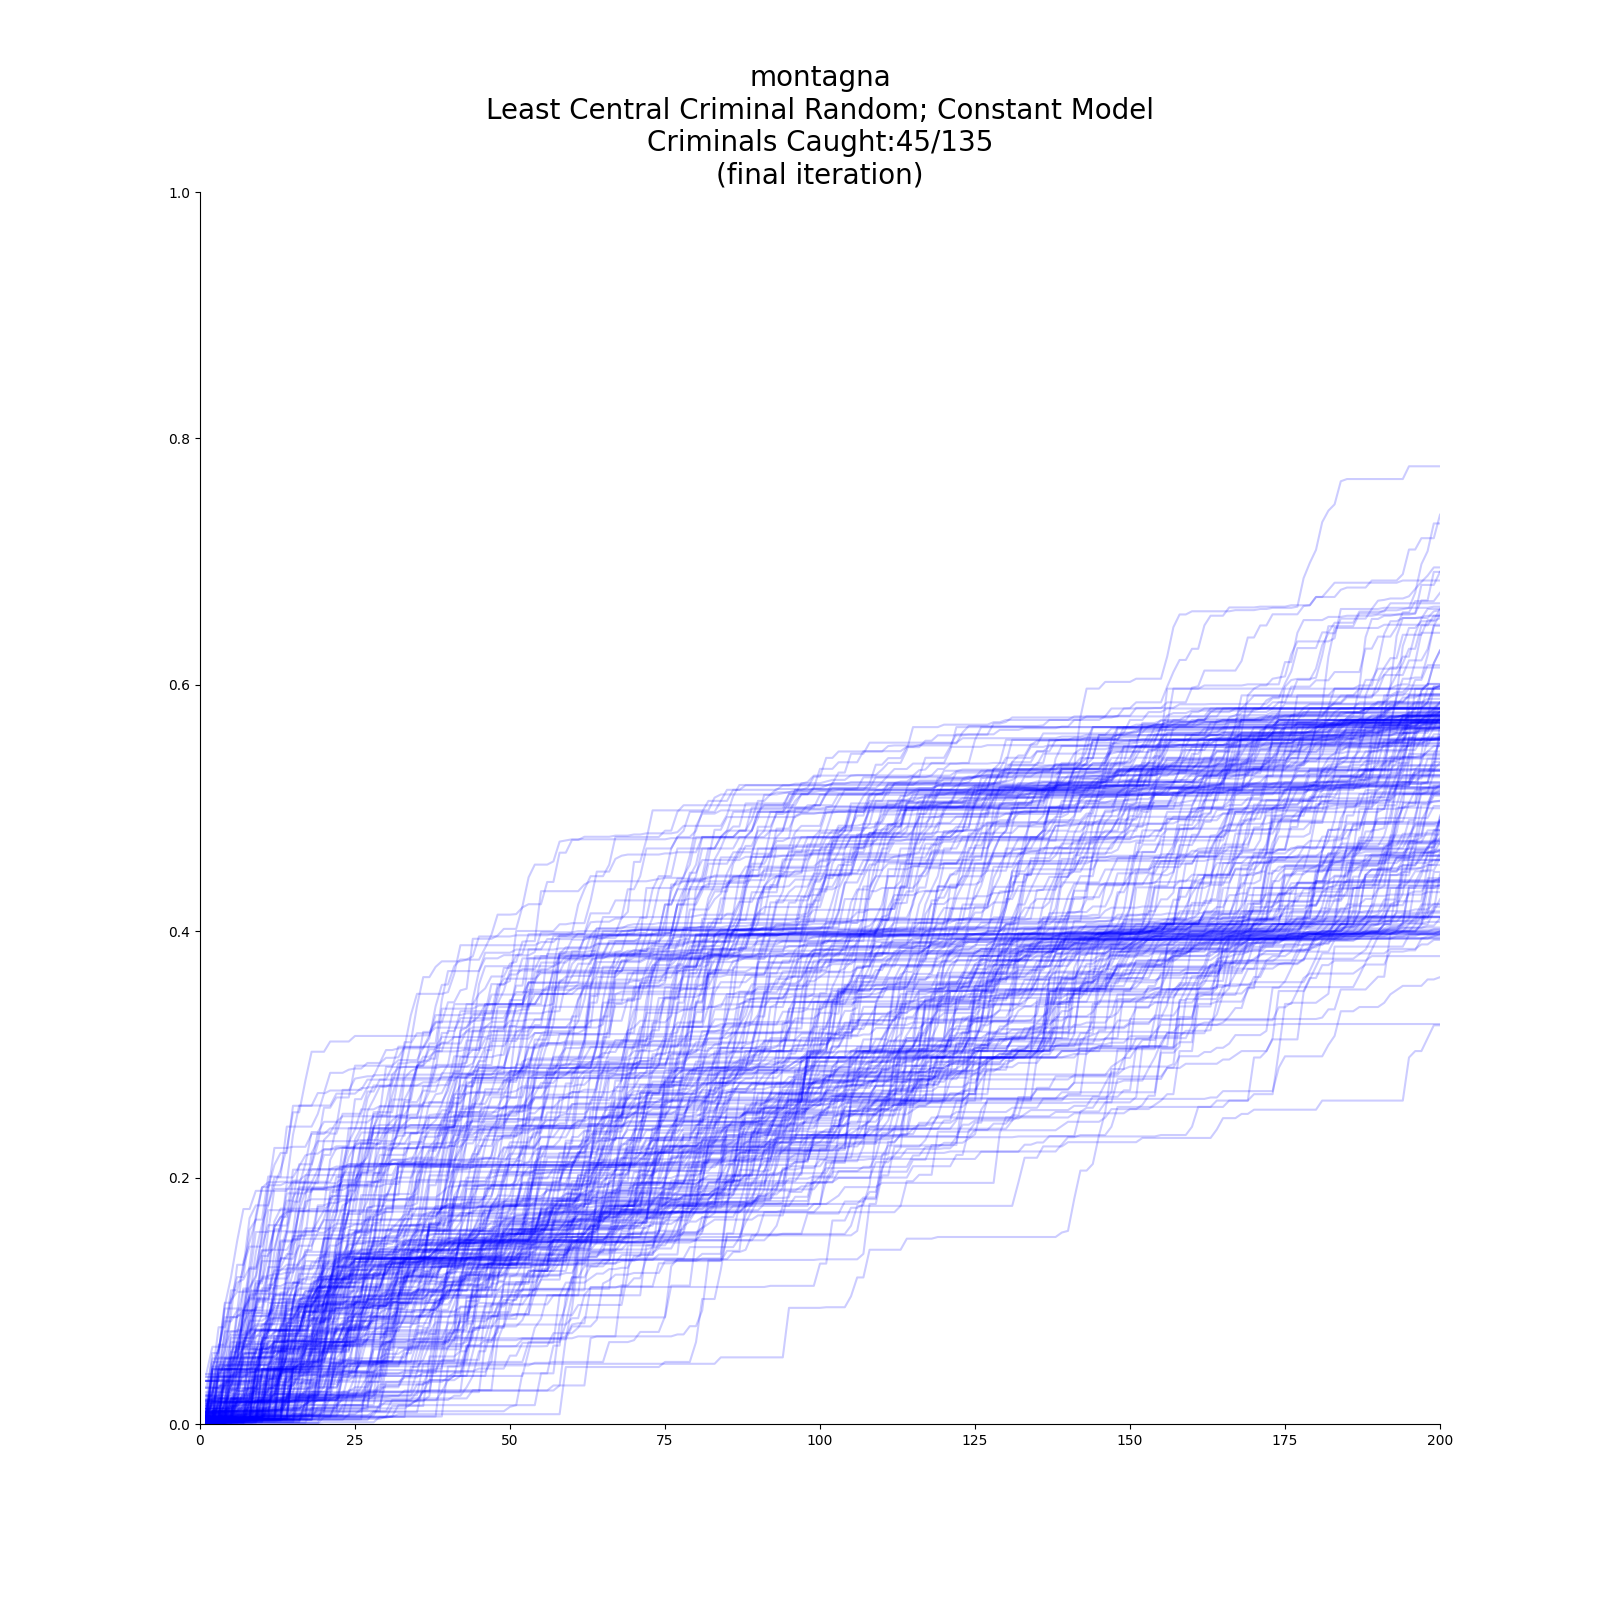 montagna
Least Central Criminal Random; Constant Model
Criminals Caught:45/135
(final iteration)
1.0
0.8
0.6
0.4
0.2
0.0
0 25 50 75 100 125 150 175 200